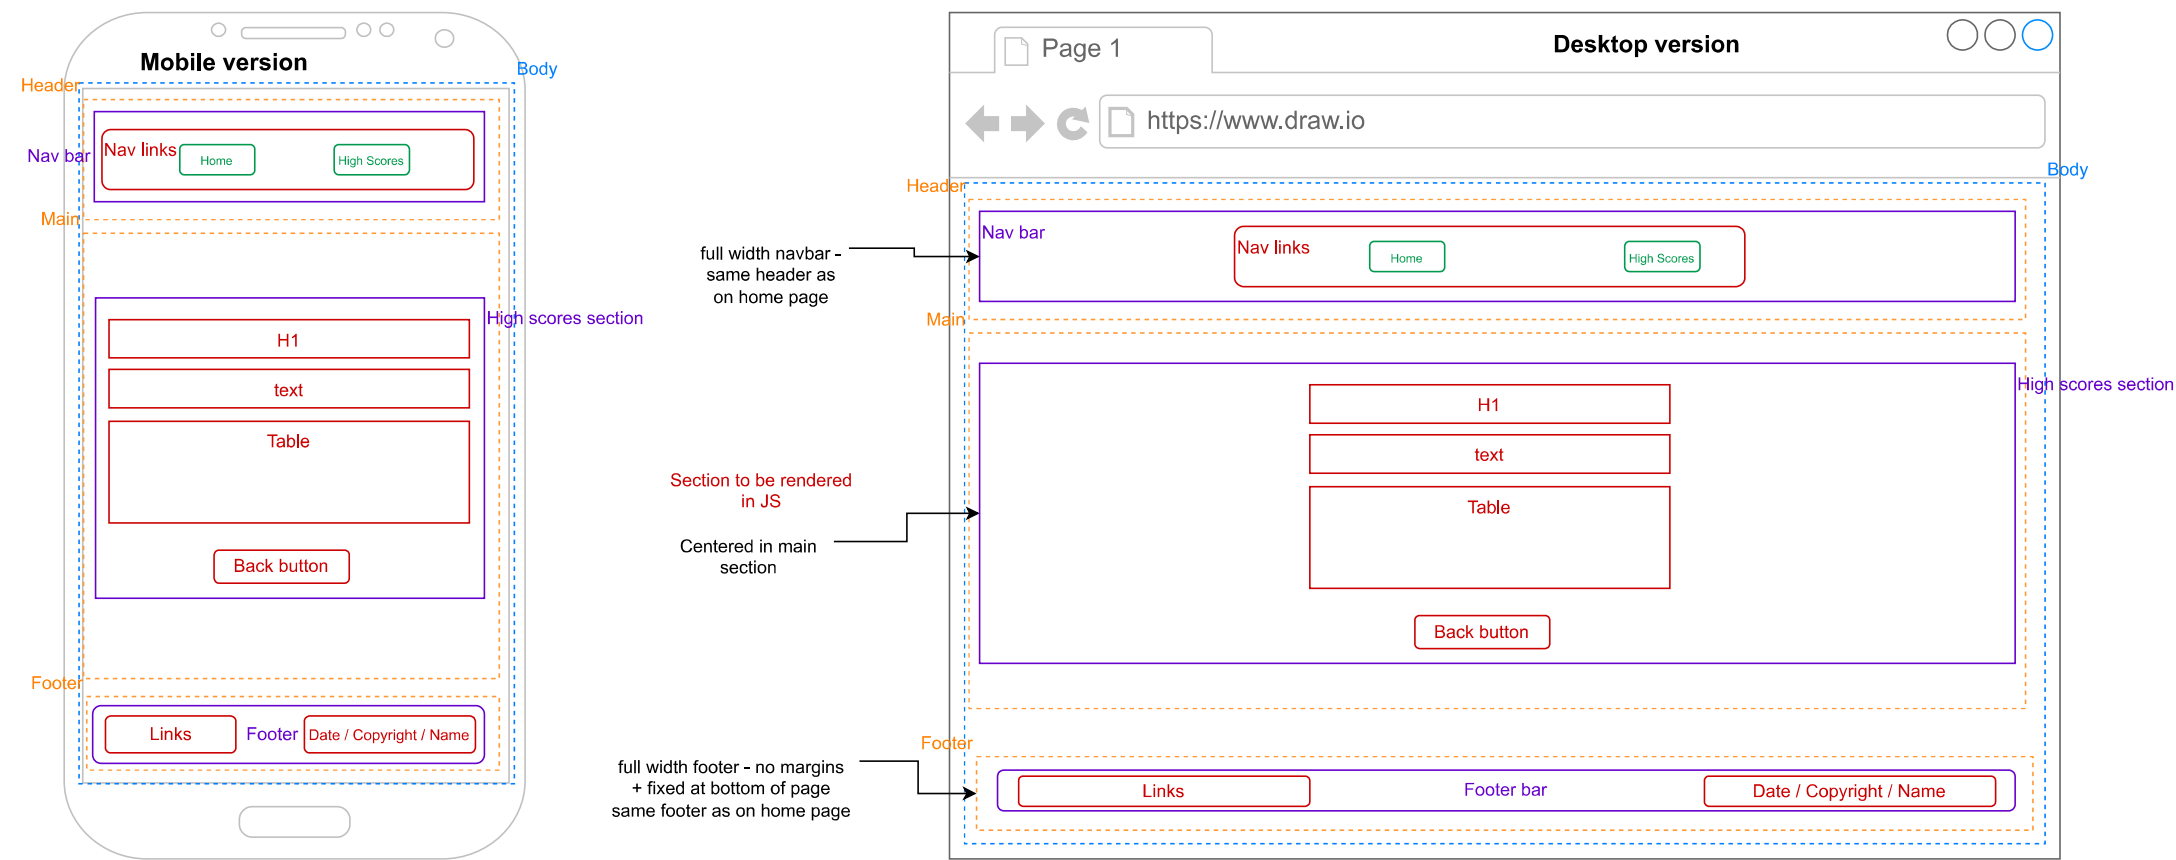 Mobile version
Body
Header
Nav bar
Nav links
Home
High Scores
Main
High scores section
H1
text
Table
Back button
Footer
Links
Footer
Date / Copyright / Name
full width navbar -
same header as
on home page
Section to be rendered
in JS
Centered in main
section
full width footer - no margins
+ fixed at bottom of page
same footer as on home page
Page 1
Desktop version
https://www.draw.io
Body
Header
Nav bar
Nav links
Home
High Scores
Main
High scores section
H1
text
Table
Back button
Footer
Links
Footer bar
Date / Copyright / Name